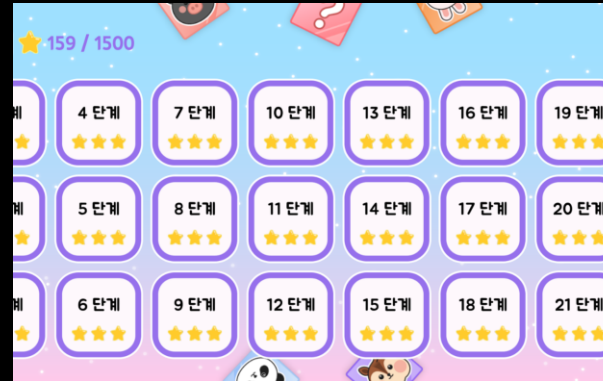 159 / 1500
4 단계
7 단계
10 단계
13 단계
16 단계
19 단계
5 단계
8 단계
11 단계
14 단계
17 단계
20 단계
6 단계
9 단계
12 단계
15 단계
18 단계
21 단계
?